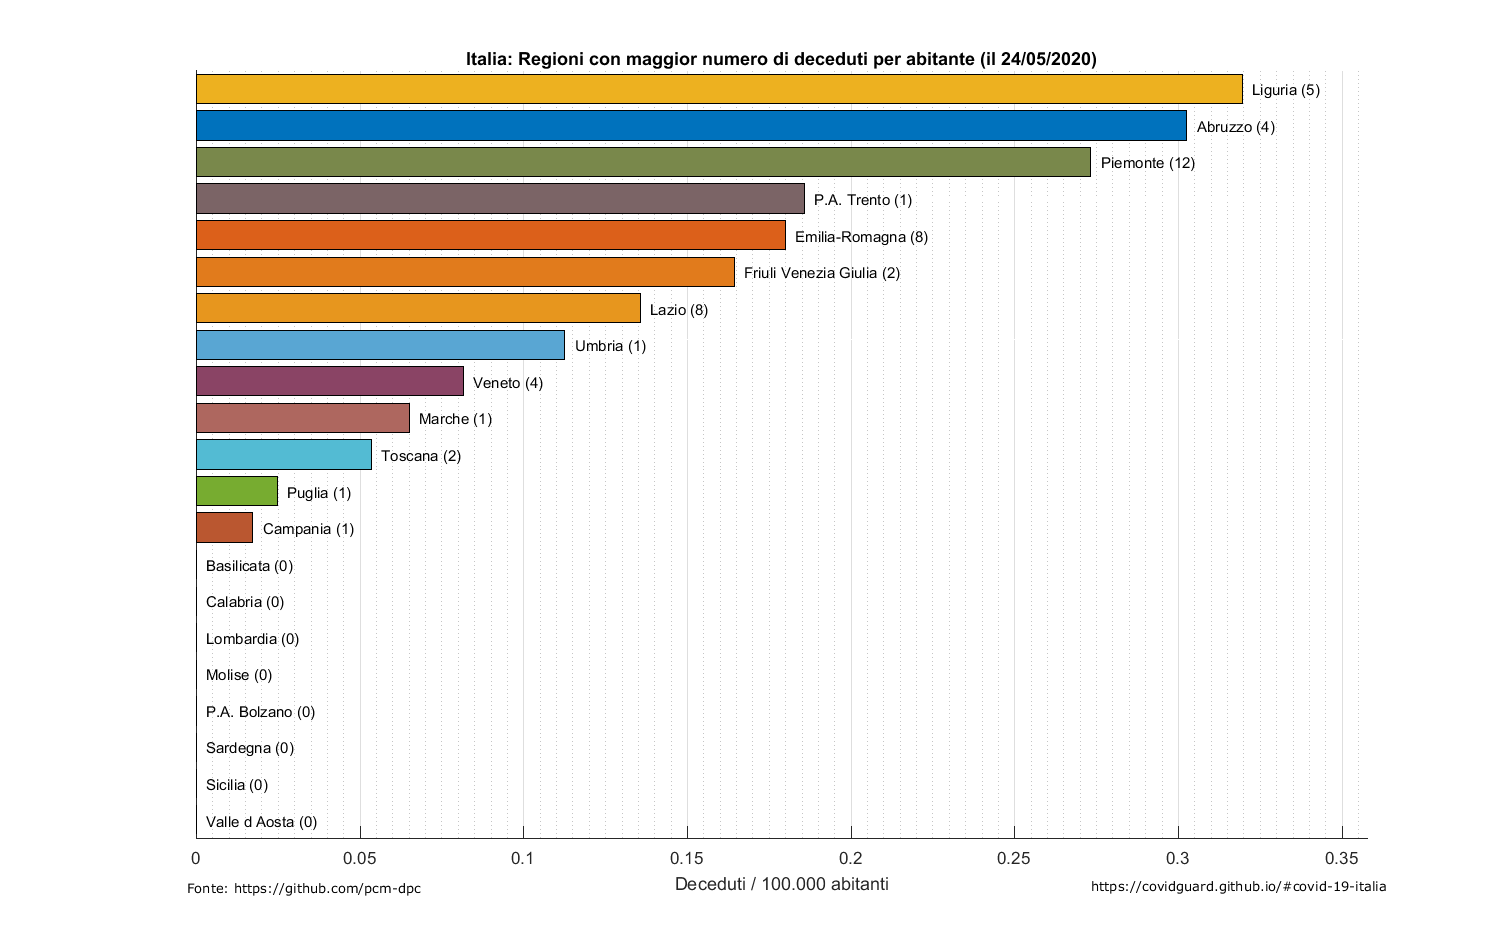 Italia: Regioni con maggior numero di deceduti per abitante (il 24/05/2020)
Liguria (5)
Abruzzo (4)
Piemonte (12)
P.A. Trento (1)
Emilia-Romagna (8)
Friuli Venezia Giulia (2)
Lazio (8)
Umbria (1)
Veneto (4)
Marche (1)
Toscana (2)
Puglia (1)
Campania (1)
Basilicata (0)
Calabria (0)
Lombardia (0)
Molise (0)
P.A. Bolzano (0)
Sardegna (0)
Sicilia (0)
Valle d Aosta (0)
0 0.05 0.1 0.15 0.2 0.25 0.3 0.35
Deceduti / 100.000 abitanti
Fonte: https://github.com/pcm-dpc
https://covidguard.github.io/#covid-19-italia